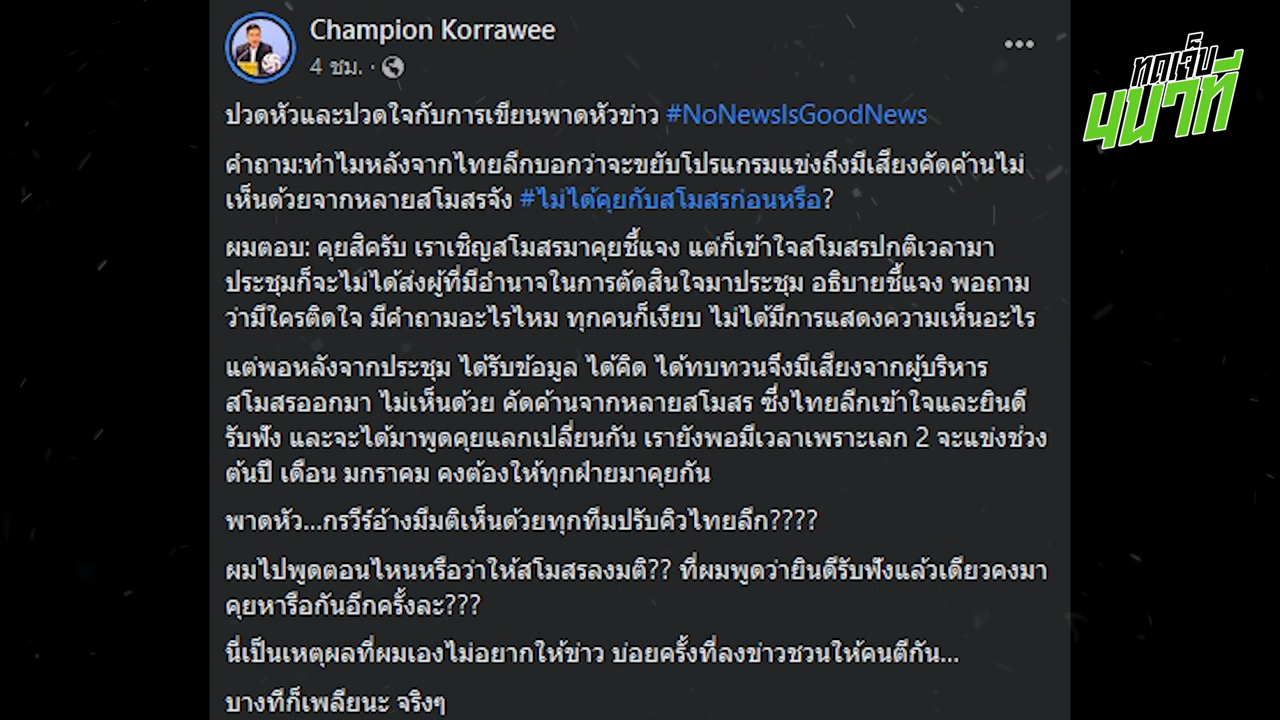 Champion Korrawee
4 ชม. ·
ทดเจ็บ
4นาที
ปวดหัวและปวดใจกับการเขียนพาดหัวข่าว #NoNewsIsGoodNews
คำถาม:ทำไมหลังจากไทยลีกบอกว่าจะขยับโปรแกรมแข่งถึงมีเสียงคัดค้านไม่
เห็นด้วยจากหลายสโมสรจัง #ไม่ได้คุยกับสโมสรก่อนหรือ?
ผมตอบ: คุยสิครับ เราเชิญสโมสรมาคุยชี้แจง แต่ก็เข้าใจสโมสรปกติเวลามา
ประชุมก็จะไม่ได้ส่งผู้ที่มีอำนาจในการตัดสินใจมาประชุม อธิบายชี้แจง พอถาม
ว่ามีใครติดใจ มีคำถามอะไรไหม ทุกคนก็เงียบ ไม่ได้มีการแสดงความเห็นอะไร
แต่พอหลังจากประชุม ได้รับข้อมูล ได้คิด ได้ทบทวนจึงมีเสียงจากผู้บริหาร
สโมสรออกมา ไม่เห็นด้วย คัดค้านจากหลายสโมสร ซึ่งไทยลีกเข้าใจและยินดี
รับฟัง และจะได้มาพูดคุยแลกเปลี่ยนกัน เรายังพอมีเวลาเพราะเลก 2 จะแข่งช่วง
ต้นปี เดือน มกราคม คงต้องให้ทุกฝ่ายมาคุยกัน
พาดหัว...กรวีร์อ้างมีมติเห็นด้วยทุกทีมปรับคิวไทยลีก????
ผมไปพูดตอนไหนหรือว่าให้สโมสรลงมติ?? ที่ผมพูดว่ายินดีรับฟังแล้วเดี๋ยวคงมา
คุยหารือกันอีกครั้งละ???
นี่เป็นเหตุผลที่ผมเองไม่อยากให้ข่าว บ่อยครั้งที่ลงข่าวชวนให้คนตีกัน...
บางทีก็เพลียนะ จริงๆ